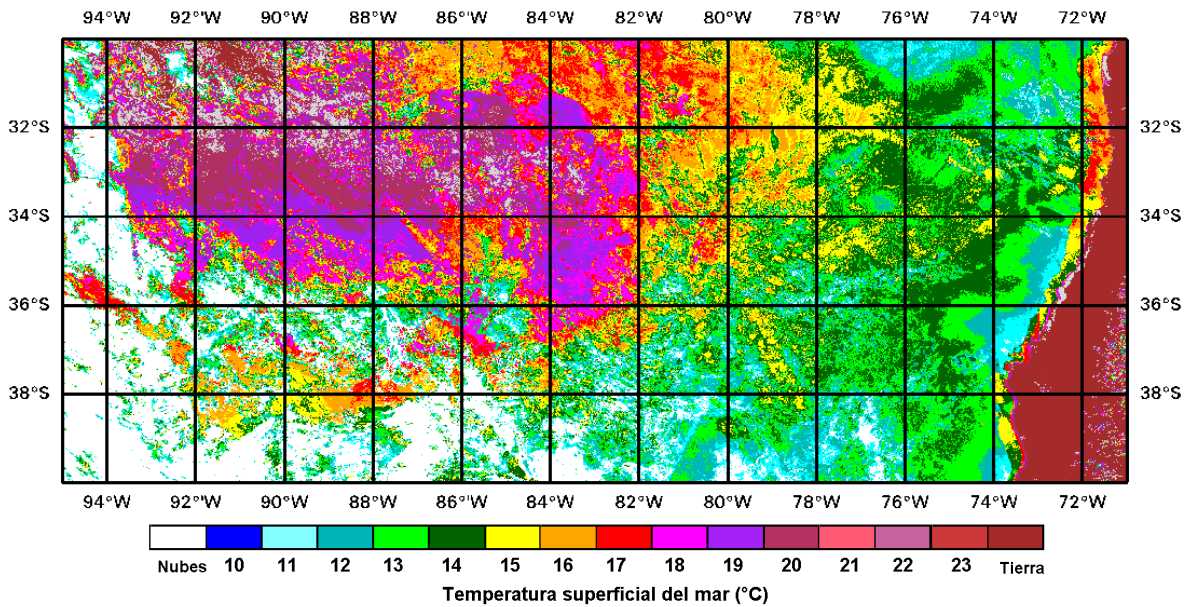 94°W 92°W 90°W 88°W 86°W 84°W 82°W 80°W 78°W 76°W 74°W 72°W
32°S 32°S
34°S 34°S
36°S 36°S
38°S 38°S
94°W 92°W 90°W 88°W 86°W 84°W 82°W 80°W 78°W 76°W 74°W 72°W
Nubes 10 11 12 13 14 15 16 17 18 19 20 21 22 23 Tierra
Temperatura superficial del mar (°C)